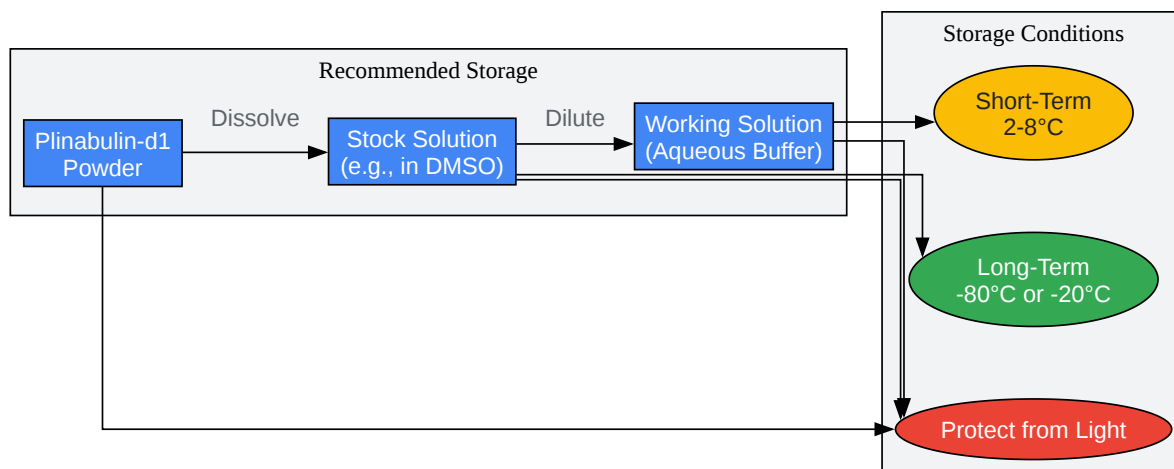 Storage Conditions
Recommended Storage
Short-Term
2-8°C
Dissolve
Dilute
Plinabulin-d1
Powder
Stock Solution
(e.g., in DMSO)
Working Solution
(Aqueous Buffer)
Long-Term
-80°C or -20°C
Protect from Light